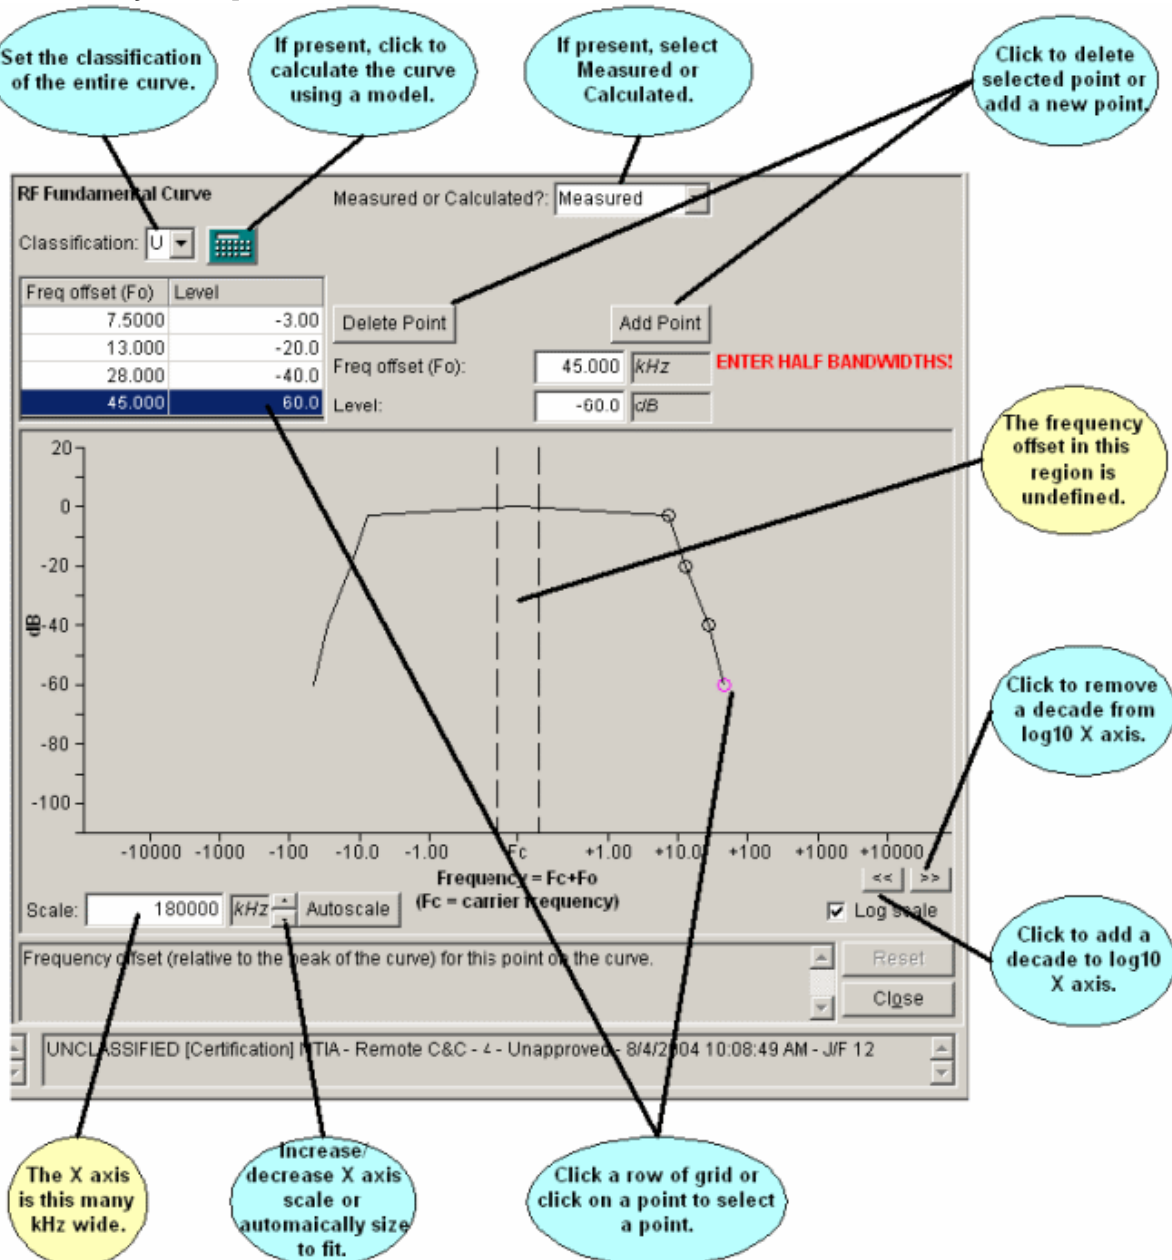 Set the classification
of the entire curve.
If present, click to
calculate the curve
using a model.
If present, select
Measured or
Calculated.
Click to delete
selected point or
add a new point.
RF Fundamental Curve
Measured or Calculated?: Measured
Classification: U
Freq offset (Fo) Level
7.5000 -3.00
13.000 -20.0
28.000 -40.0
45.000 60.0
Delete Point
Add Point
Freq offset (Fo): 45.000 kHz
ENTER HALF BANDWIDTHS!
Level: -60.0 dB
The frequency
offset in this
region is
undefined.
20
0
-20
-40
-60
-80
-100
dB
-10000 -1000 -100 -10.0 -1.00 Fc +1.00 +10.0 +100 +1000 +10000
Frequency = Fc+Fo
(Fc = carrier frequency)
<< >>
Scale: 180000 kHz Autoscale
Log scale
Click to remove
a decade from
log10 X axis.
Click to add a
decade to log10
X axis.
Frequency offset (relative to the peak of the curve) for this point on the curve.
Reset
Close
UNCLASSIFIED [Certification] NTIA - Remote C&C - 4 - Unapproved - 8/4/2004 10:08:49 AM - J/F 12
The X axis
is this many
kHz wide.
Increase/
decrease X axis
scale or
automaically size
to fit.
Click a row of grid or
click on a point to select
a point.